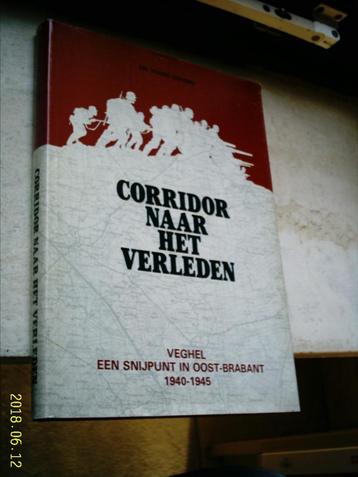 CORRIDOR
NAAR
HET
VERLEDEN
VEGHEL
EEN SNIJPUNT IN OOST-BRABANT
1940-1945
CORRIDOR NAAR HET VERLEDEN
2018.06.12